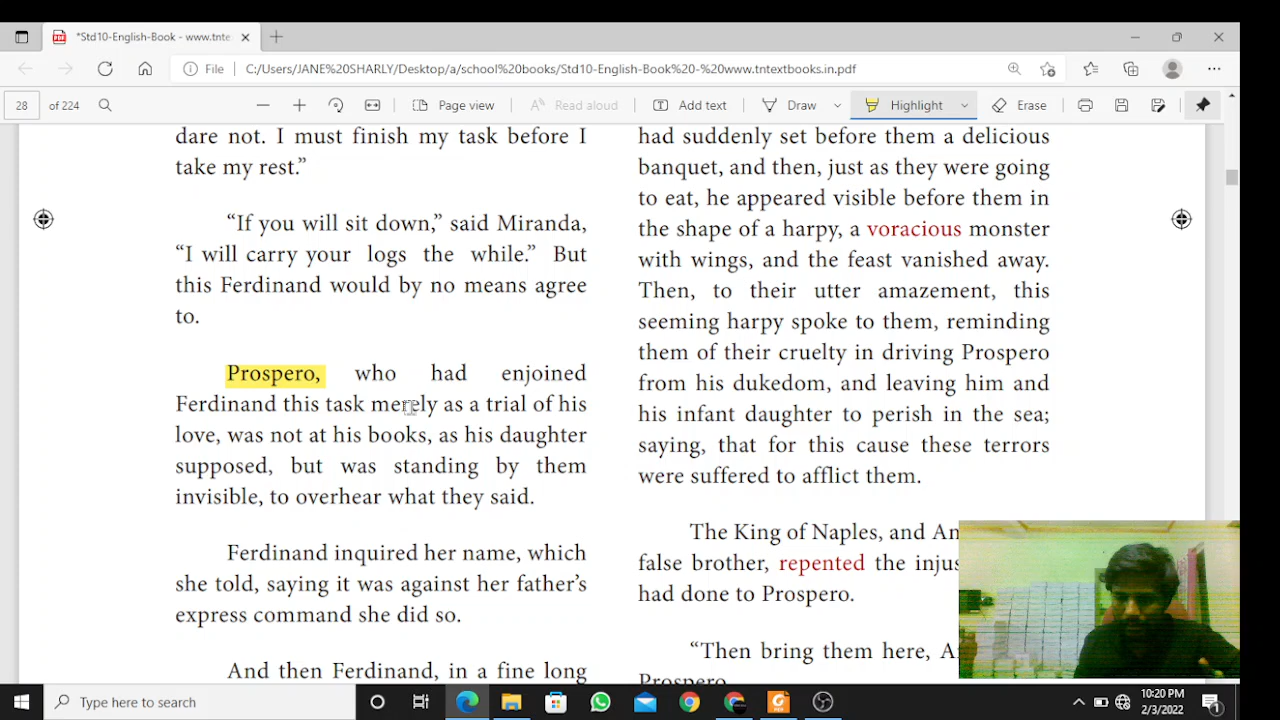 *Std10-English-Book - www.tnte
File
C:/Users/JANE%20SHARLY/Desktop/a/school%20books/Std10-English-Book%20-%20www.tntextbooks.in.pdf
28 of 224
Page view
Read aloud
Add text
Draw
Highlight
Erase
dare not. I must finish my task before I
take my rest.”
“If you will sit down,” said Miranda,
“I will carry your logs the while.” But
this Ferdinand would by no means agree
to.
Prospero, who had enjoined
Ferdinand this task merely as a trial of his
love, was not at his books, as his daughter
supposed, but was standing by them
invisible, to overhear what they said.
Ferdinand inquired her name, which
she told, saying it was against her father’s
express command she did so.
And then Ferdinand, in a fine long
had suddenly set before them a delicious
banquet, and then, just as they were going
to eat, he appeared visible before them in
the shape of a harpy, a voracious monster
with wings, and the feast vanished away.
Then, to their utter amazement, this
seeming harpy spoke to them, reminding
them of their cruelty in driving Prospero
from his dukedom, and leaving him and
his infant daughter to perish in the sea;
saying, that for this cause these terrors
were suffered to afflict them.
The King of Naples, and An
false brother, repented the injus
had done to Prospero.
“Then bring them here, A
Prospero
Type here to search
10:20 PM
2/3/2022